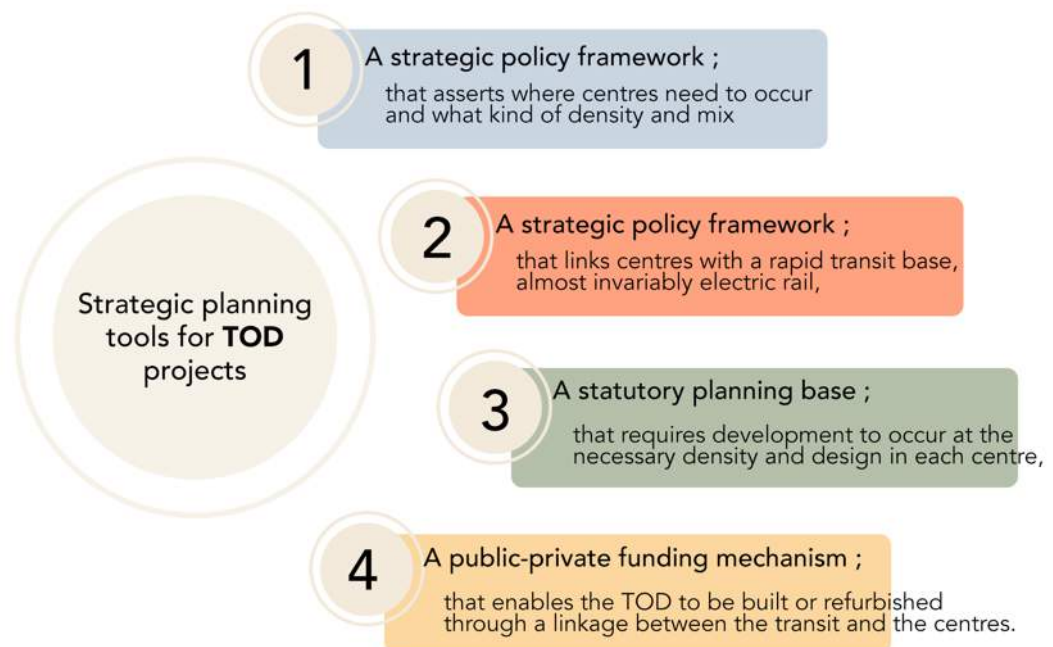 Strategic planning
tools for TOD
projects
1
A strategic policy framework ;
that asserts where centres need to occur
and what kind of density and mix
2
A strategic policy framework ;
that links centres with a rapid transit base,
almost invariably electric rail,
3
A statutory planning base ;
that requires development to occur at the
necessary density and design in each centre,
4
A public-private funding mechanism ;
that enables the TOD to be built or refurbished
through a linkage between the transit and the centres.